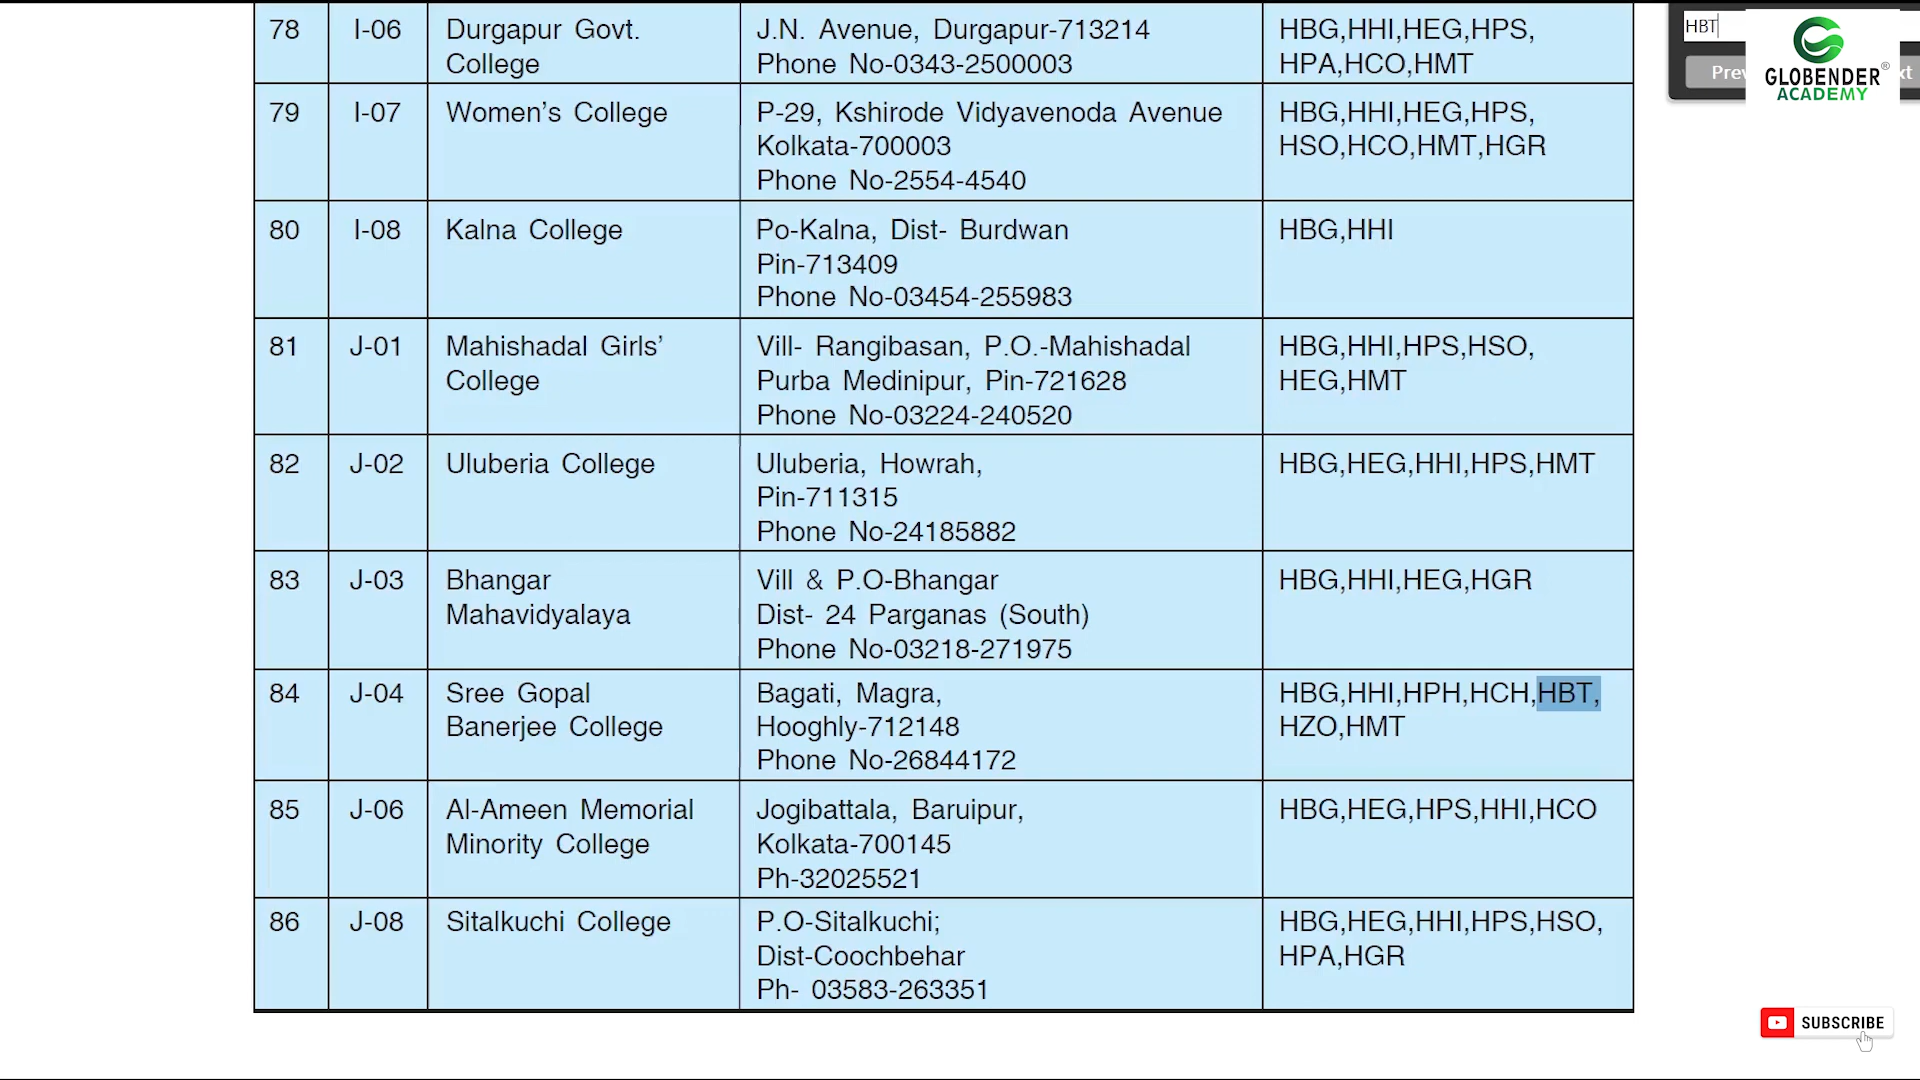 78 I-06 Durgapur Govt. J.N. Avenue, Durgapur-713214 HBG,HHI,HEG,HPS,
College Phone No-0343-2500003 HPA,HCO,HMT
79 I-07 Women’s College P-29, Kshirode Vidyavenoda Avenue HBG,HHI,HEG,HPS,
Kolkata-700003 HSO,HCO,HMT,HGR
Phone No-2554-4540
80 I-08 Kalna College Po-Kalna, Dist- Burdwan HBG,HHI
Pin-713409
Phone No-03454-255983
81 J-01 Mahishadal Girls’ Vill- Rangibasan, P.O.-Mahishadal HBG,HHI,HPS,HSO,
College Purba Medinipur, Pin-721628 HEG,HMT
Phone No-03224-240520
82 J-02 Uluberia College Uluberia, Howrah, HBG,HEG,HHI,HPS,HMT
Pin-711315
Phone No-24185882
83 J-03 Bhangar Vill & P.O-Bhangar HBG,HHI,HEG,HGR
Mahavidyalaya Dist- 24 Parganas (South)
Phone No-03218-271975
84 J-04 Sree Gopal Bagati, Magra, HBG,HHI,HPH,HCH,HBT,
Banerjee College Hooghly-712148 HZO,HMT
Phone No-26844172
85 J-06 Al-Ameen Memorial Jogibattala, Baruipur, HBG,HEG,HPS,HHI,HCO
Minority College Kolkata-700145
Ph-32025521
86 J-08 Sitalkuchi College P.O-Sitalkuchi; HBG,HEG,HHI,HPS,HSO,
Dist-Coochbehar HPA,HGR
Ph- 03583-263351
HBT
GLOBENDER®
ACADEMY
SUBSCRIBE